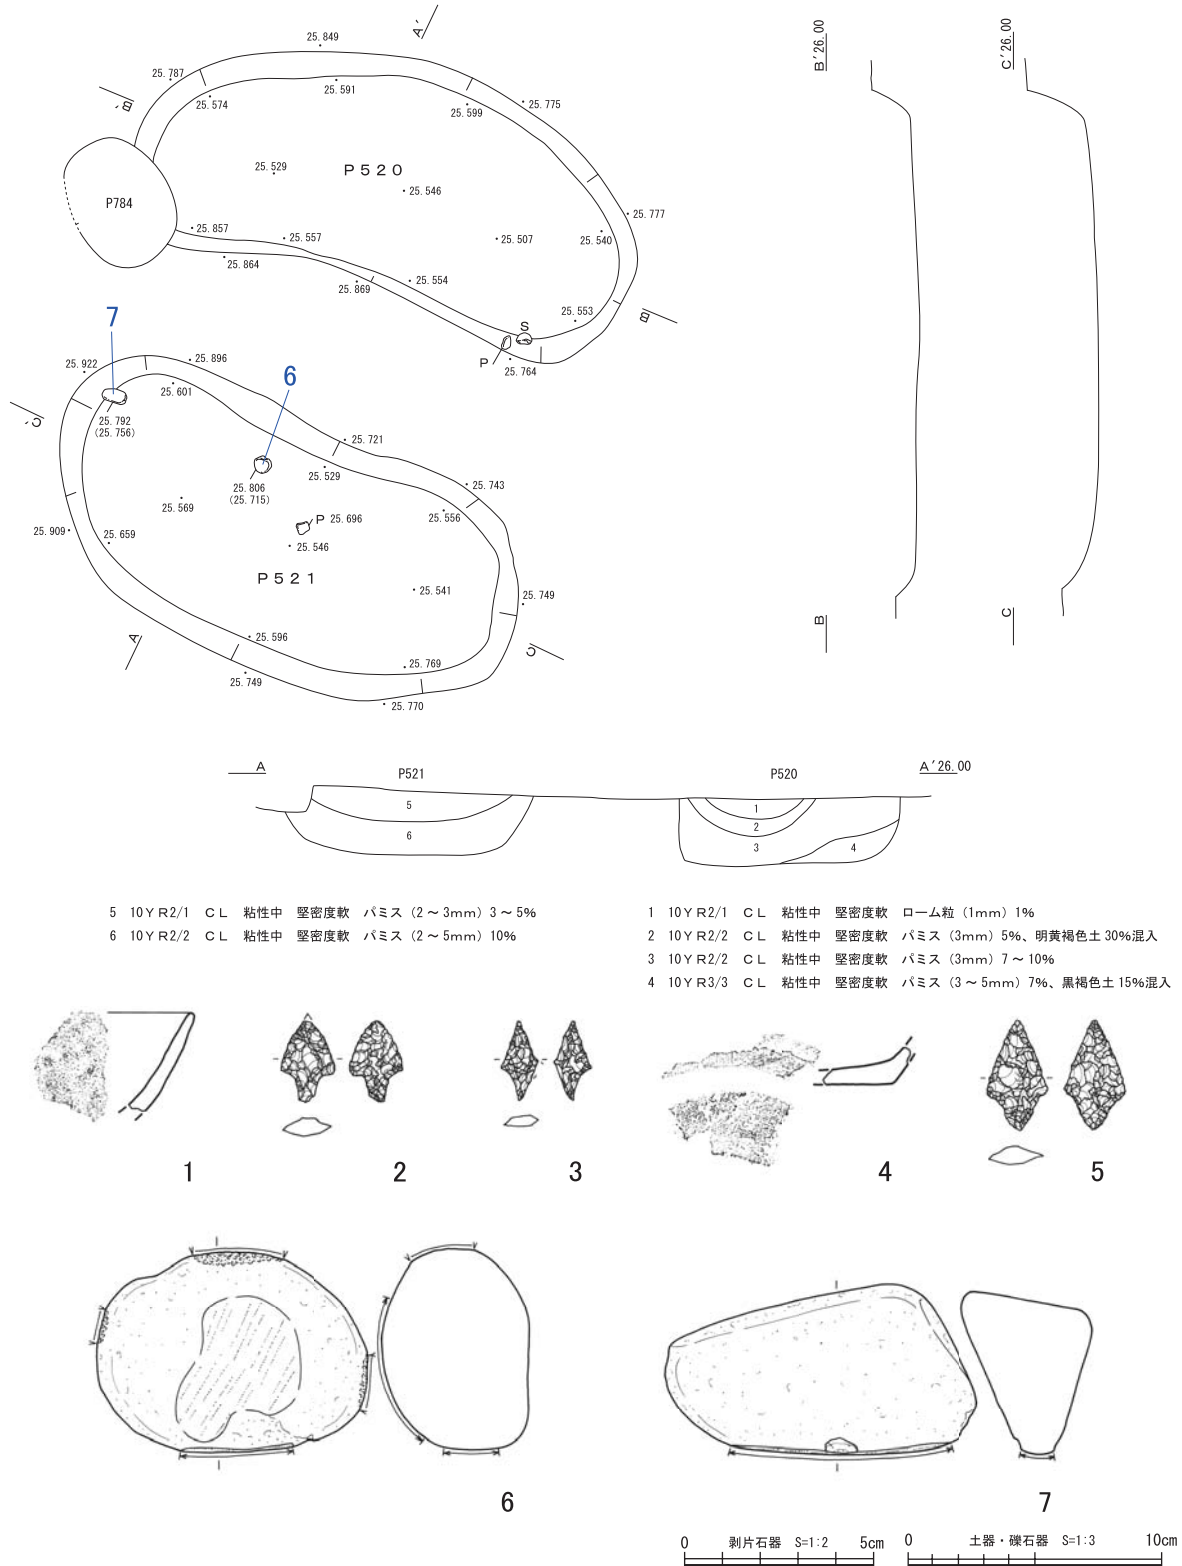 A′
25.849
25.787
25.591
25.574
25.775
25.599
B′
25.529
P520
25.546
P784
25.777
25.857
25.557
25.507
25.540
25.864
25.554
25.869
25.553
B
S
P
25.764
7
6
25.922
25.896
25.601
C′
25.792
(25.756)
25.721
25.529
25.806
(25.715)
25.743
25.569
25.556
P 25.696
25.909
25.659
25.546
P521
25.541
25.749
A
25.596
C
25.769
25.749
25.770
B′26.00
C′26.00
B
C
A
P521
P520
A′26.00
5
6
1
2
3
4
5 10YR2/1 CL 粘性中 堅密度軟 パミス(2～3mm)3～5%
6 10YR2/2 CL 粘性中 堅密度軟 パミス(2～5mm)10%
1 10YR2/1 CL 粘性中 堅密度軟 ローム粒(1mm)1%
2 10YR2/2 CL 粘性中 堅密度軟 パミス(3mm)5%、明黄褐色土30%混入
3 10YR2/2 CL 粘性中 堅密度軟 パミス(3mm)7～10%
4 10YR3/3 CL 粘性中 堅密度軟 パミス(3～5mm)7%、黒褐色土15%混入
1
2
3
4
5
6
7
0 剥片石器 S=1:2 5cm
0 土器・礫石器 S=1:3 10cm